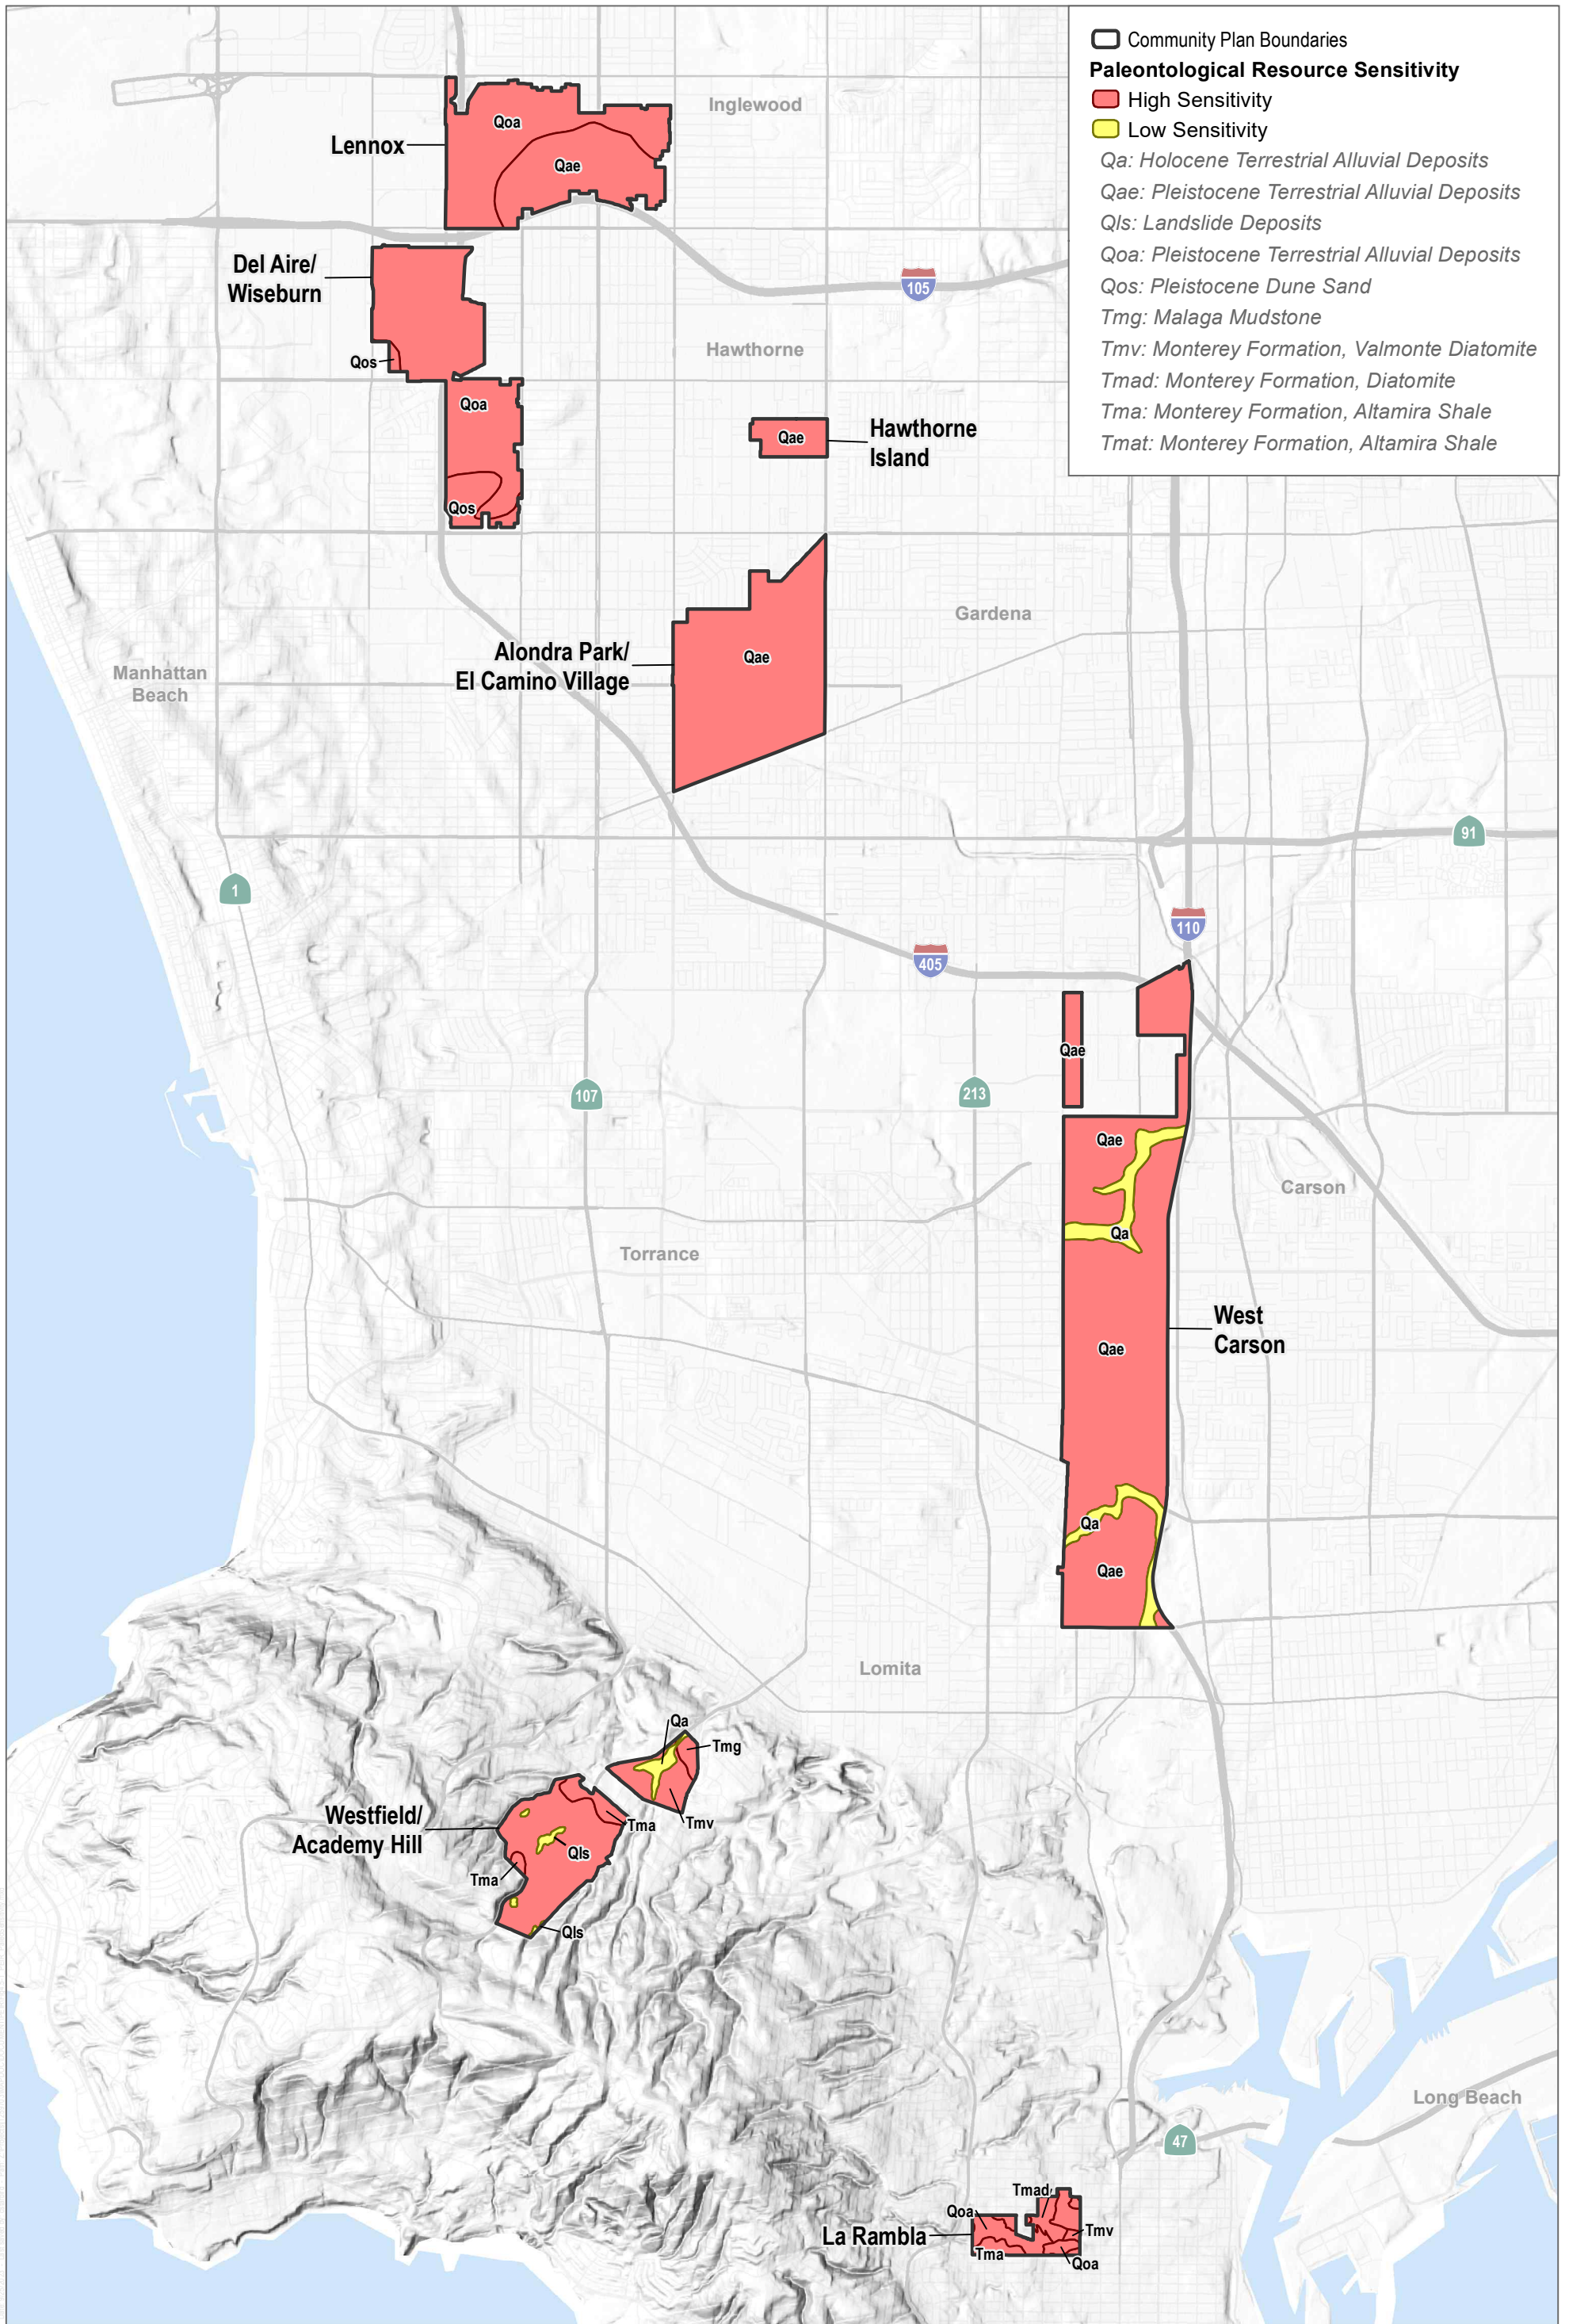 Community Plan Boundaries
Paleontological Resource Sensitivity
High Sensitivity
Low Sensitivity
Qa: Holocene Terrestrial Alluvial Deposits
Qae: Pleistocene Terrestrial Alluvial Deposits
Qls: Landslide Deposits
Qoa: Pleistocene Terrestrial Alluvial Deposits
Qos: Pleistocene Dune Sand
Tmg: Malaga Mudstone
Tmv: Monterey Formation, Valmonte Diatomite
Tmad: Monterey Formation, Diatomite
Tma: Monterey Formation, Altamira Shale
Tmat: Monterey Formation, Altamira Shale
Inglewood
Qoa
Lennox
Qae
Del Aire/
Wiseburn
105
Hawthorne
Qos
Qoa
Hawthorne
Island
Qae
Qos
Gardena
Alondra Park/
El Camino Village
Qae
Manhattan
Beach
91
1
110
405
Qae
107
213
Qae
Carson
Qa
Torrance
West
Carson
Qae
Qa
Qae
Lomita
Qa
Tmg
Westfield/
Academy Hill
Tmv
Tma
Qls
Tma
Qls
Long Beach
47
Tmad
Qoa
La Rambla
Tmv
Tma
Qoa